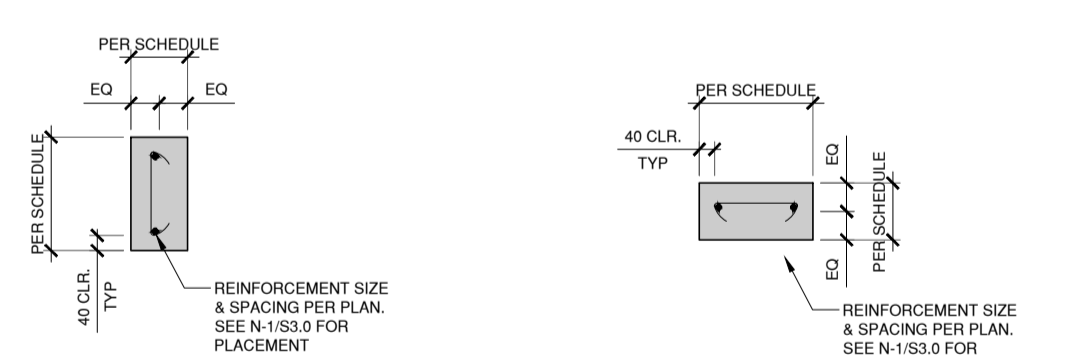 PER SCHEDULE
EQ
EQ
PER SCHEDULE
40 CLR.
TYP
REINFORCEMENT SIZE
& SPACING PER PLAN.
SEE N-1/S3.0 FOR
PLACEMENT
PER SCHEDULE
40 CLR.
TYP
EQ
PER SCHEDULE
EQ
REINFORCEMENT SIZE
& SPACING PER PLAN.
SEE N-1/S3.0 FOR